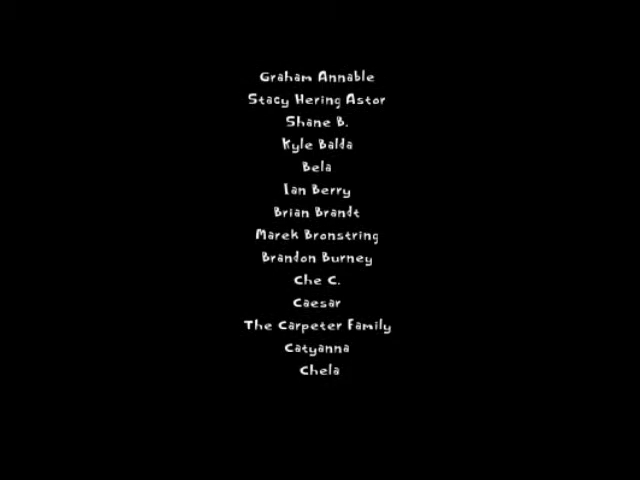 Graham Annable
Stacy Hering Astor
Shane B.
Kyle Balda
Bela
Ian Berry
Brian Brandt
Marek Bronstring
Brandon Burney
Che C.
Caesar
The Carpeter Family
Catyanna
Chela